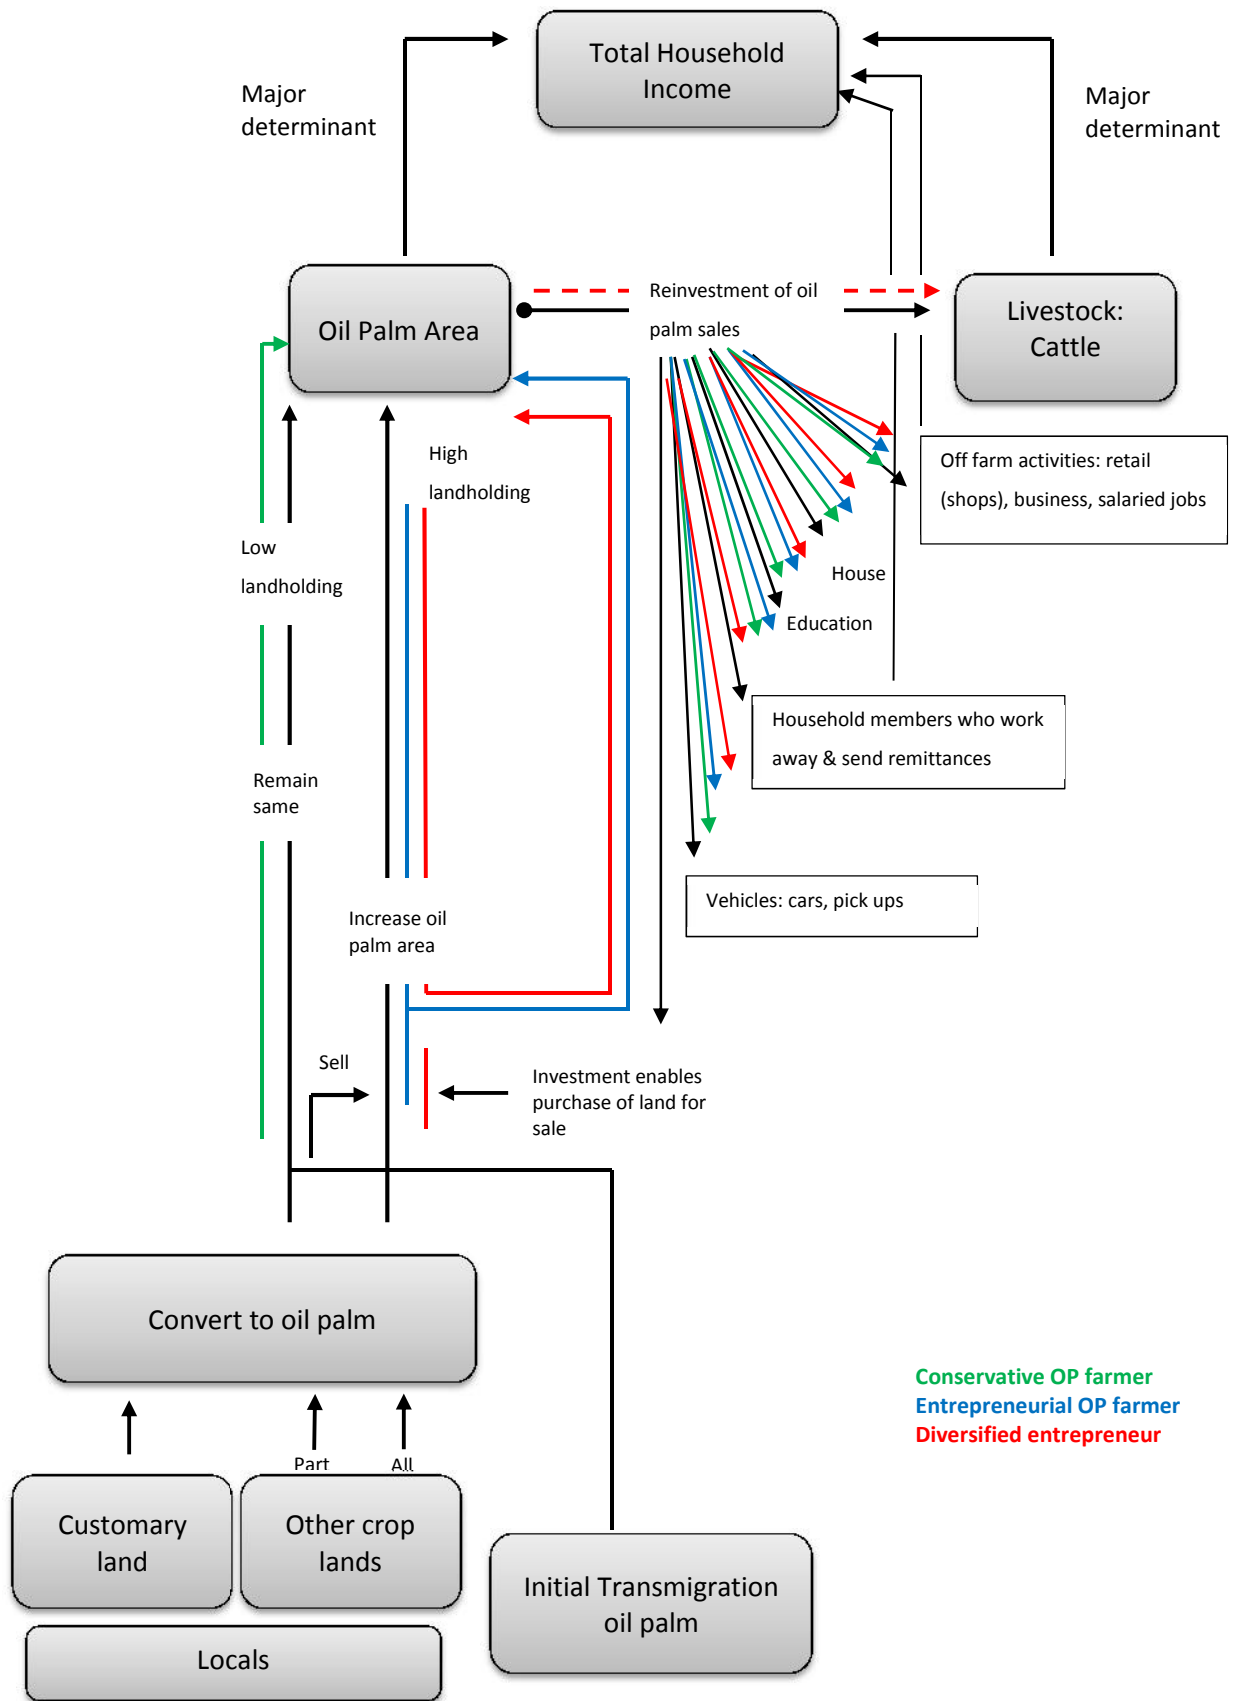 Total Household
Income
Major
determinant
Major
determinant
Oil Palm Area
Reinvestment of oil
palm sales
Livestock:
Cattle
High
landholding
Off farm activities: retail
(shops), business, salaried jobs
Low
landholding
House
Education
Household members who work
away & send remittances
Remain
same
Vehicles: cars, pick ups
Increase oil
palm area
Sell
Investment enables
purchase of land for
sale
Convert to oil palm
Conservative OP farmer
Entrepreneurial OP farmer
Diversified entrepreneur
Part
All
Customary
land
Other crop
lands
Initial Transmigration
oil palm
Locals